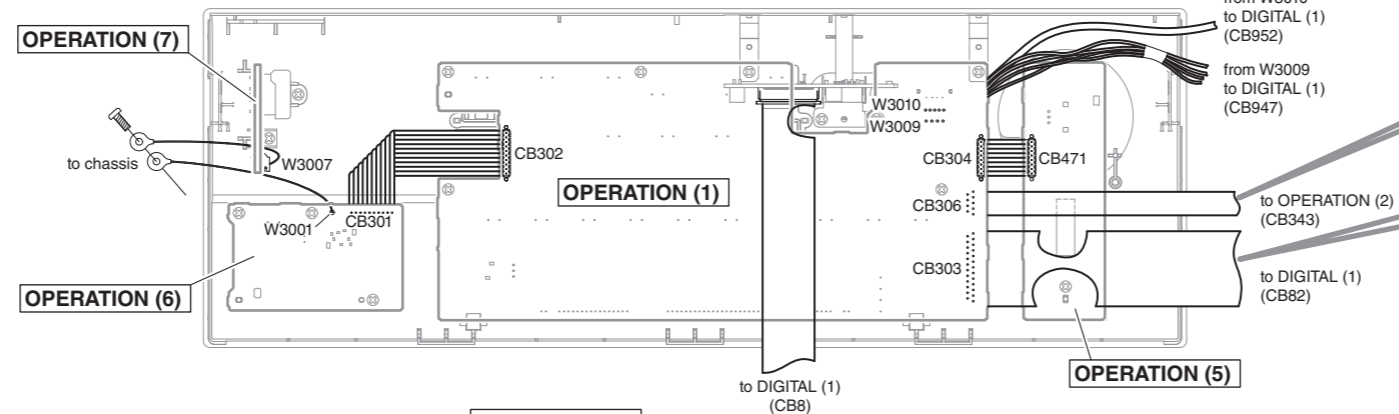 to DIGITAL (1)
(CB952)
OPERATION (7)
from W3009
to DIGITAL (1)
(CB947)
W3010
W3009
to chassis
W3007
CB302
CB304
CB471
OPERATION (1)
CB306
to OPERATION (2)
(CB343)
W3001
CB301
CB303
to DIGITAL (1)
(CB82)
OPERATION (6)
OPERATION (5)
to DIGITAL (1)
(CB8)